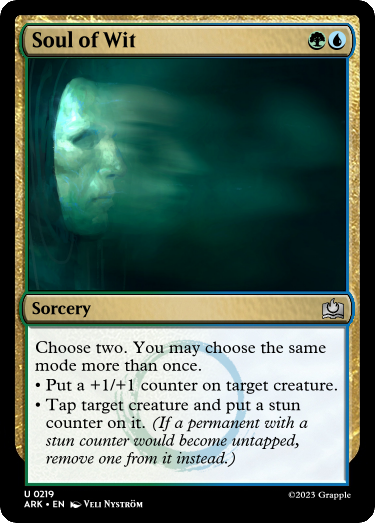 Soul of Wit
Sorcery
Choose two. You may choose the same
mode more than once.
• Put a +1/+1 counter on target creature.
• Tap target creature and put a stun
counter on it. (If a permanent with a
stun counter would become untapped,
remove one from it instead.)
U 0219
ARK • EN Veli Nyström
©2023 Grapple